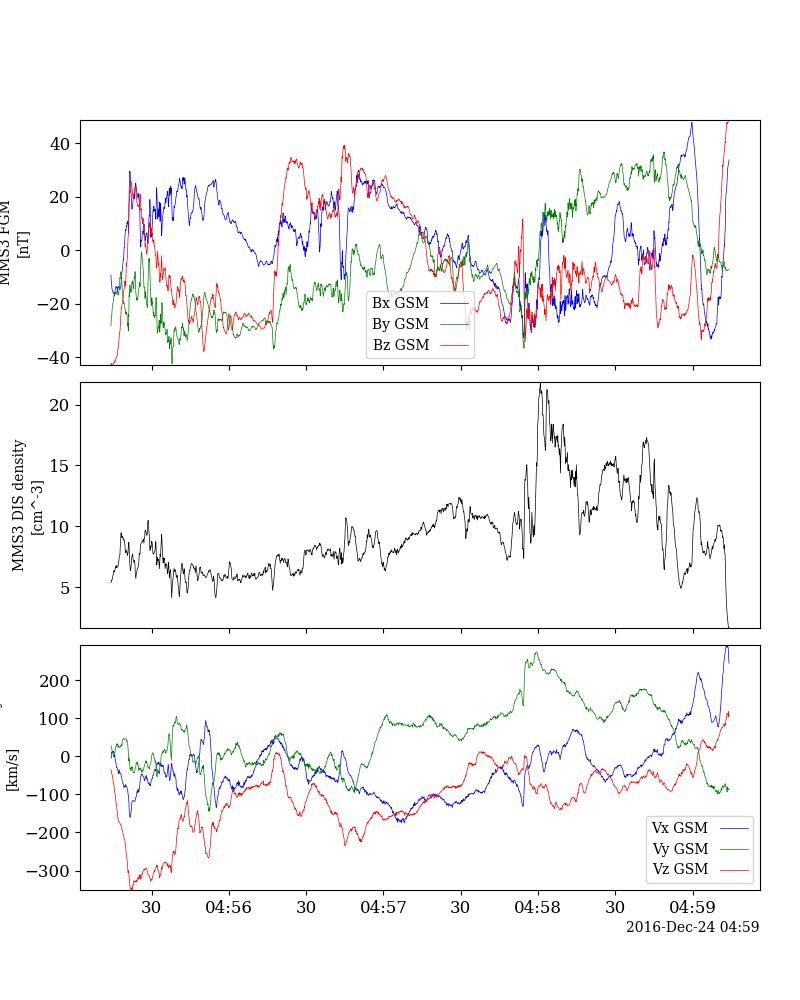 40
20
0
−20
−40
MMS3 FGM
[nT]
Bx GSM
By GSM
Bz GSM
20
15
10
5
MMS3 DIS density
[cm^-3]
200
100
0
−100
−200
−300
[km/s]
Vx GSM
Vy GSM
Vz GSM
30 04:56 30 04:57 30 04:58 30 04:59
2016-Dec-24 04:59